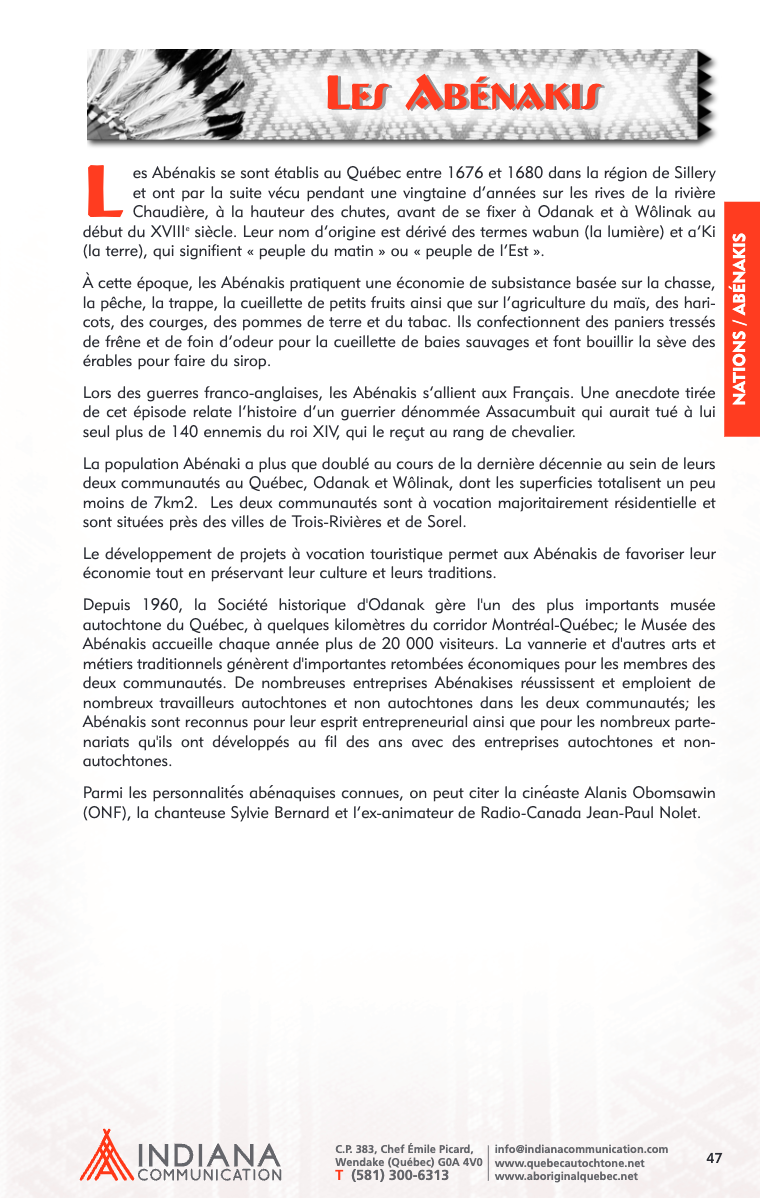 Les Abénakis
Les Abénakis se sont établis au Québec entre 1676 et 1680 dans la région de Sillery
et ont par la suite vécu pendant une vingtaine d’années sur les rives de la rivière
Chaudière, à la hauteur des chutes, avant de se fixer à Odanak et à Wôlinak au
début du XVIIIe siècle. Leur nom d’origine est dérivé des termes wabun (la lumière) et a’Ki
(la terre), qui signifient « peuple du matin » ou « peuple de l’Est ».
À cette époque, les Abénakis pratiquent une économie de subsistance basée sur la chasse,
la pêche, la trappe, la cueillette de petits fruits ainsi que sur l’agriculture du maïs, des hari-
cots, des courges, des pommes de terre et du tabac. Ils confectionnent des paniers tressés
de frêne et de foin d’odeur pour la cueillette de baies sauvages et font bouillir la sève des
érables pour faire du sirop.
Lors des guerres franco-anglaises, les Abénakis s’allient aux Français. Une anecdote tirée
de cet épisode relate l’histoire d’un guerrier dénommée Assacumbuit qui aurait tué à lui
seul plus de 140 ennemis du roi XIV, qui le reçut au rang de chevalier.
La population Abénaki a plus que doublé au cours de la dernière décennie au sein de leurs
deux communautés au Québec, Odanak et Wôlinak, dont les superficies totalisent un peu
moins de 7km2.  Les deux communautés sont à vocation majoritairement résidentielle et
sont situées près des villes de Trois-Rivières et de Sorel.
Le développement de projets à vocation touristique permet aux Abénakis de favoriser leur
économie tout en préservant leur culture et leurs traditions.
Depuis 1960, la Société historique d'Odanak gère l'un des plus importants musée
autochtone du Québec, à quelques kilomètres du corridor Montréal-Québec; le Musée des
Abénakis accueille chaque année plus de 20 000 visiteurs. La vannerie et d'autres arts et
métiers traditionnels génèrent d'importantes retombées économiques pour les membres des
deux communautés. De nombreuses entreprises Abénakises réussissent et emploient de
nombreux travailleurs autochtones et non autochtones dans les deux communautés; les
Abénakis sont reconnus pour leur esprit entrepreneurial ainsi que pour les nombreux parte-
nariats qu'ils ont développés au fil des ans avec des entreprises autochtones et non-
autochtones.
Parmi les personnalités abénaquises connues, on peut citer la cinéaste Alanis Obomsawin
(ONF), la chanteuse Sylvie Bernard et l’ex-animateur de Radio-Canada Jean-Paul Nolet.
NATIONS / ABÉNAKIS
INDIANA
COMMUNICATION
C.P. 383, Chef Émile Picard,
Wendake (Québec) G0A 4V0
T (581) 300-6313
info@indianacommunication.com
www.quebecautochtone.net
www.aboriginalquebec.net
47